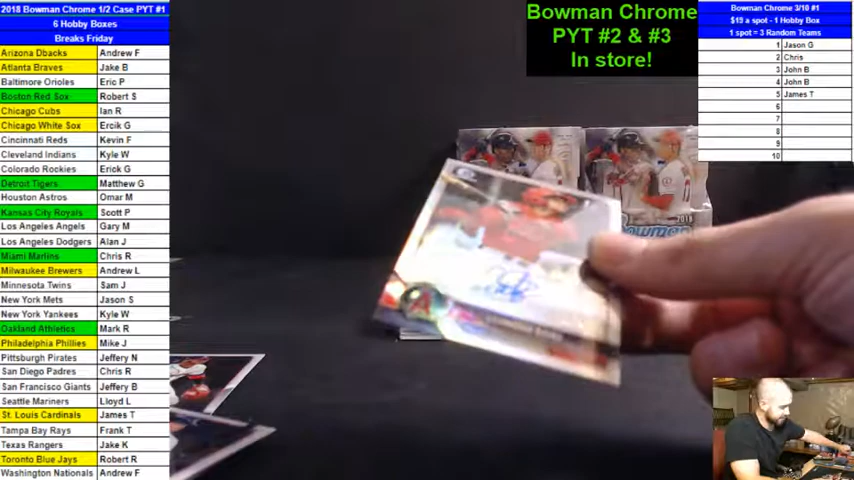 2018 Bowman Chrome 1/2 Case PYT #1
6 Hobby Boxes
Breaks Friday
Arizona Dbacks Andrew F
Atlanta Braves Jake B
Baltimore Orioles Eric P
Boston Red Sox Robert S
Chicago Cubs Ian R
Chicago White Sox Ercik G
Cincinnati Reds Kevin F
Cleveland Indians Kyle W
Colorado Rockies Erick G
Detroit Tigers Matthew G
Houston Astros Omar M
Kansas City Royals Scott P
Los Angeles Angels Gary M
Los Angeles Dodgers Alan J
Miami Marlins Chris R
Milwaukee Brewers Andrew L
Minnesota Twins Sam J
New York Mets Jason S
New York Yankees Kyle W
Oakland Athletics Mark R
Philadelphia Phillies Mike J
Pittsburgh Pirates Jeffery N
San Diego Padres Chris R
San Francisco Giants Jeffery B
Seattle Mariners Lloyd L
St. Louis Cardinals James T
Tampa Bay Rays Frank T
Texas Rangers Jake K
Toronto Blue Jays Robert R
Washington Nationals Andrew F
Bowman Chrome
PYT #2 & #3
In store!
Bowman Chrome 3/10 #1
$19 a spot - 1 Hobby Box
1 spot = 3 Random Teams
1 Jason G
2 Chris
3 John B
4 John B
5 James T
6
7
8
9
10
2018
Bowman